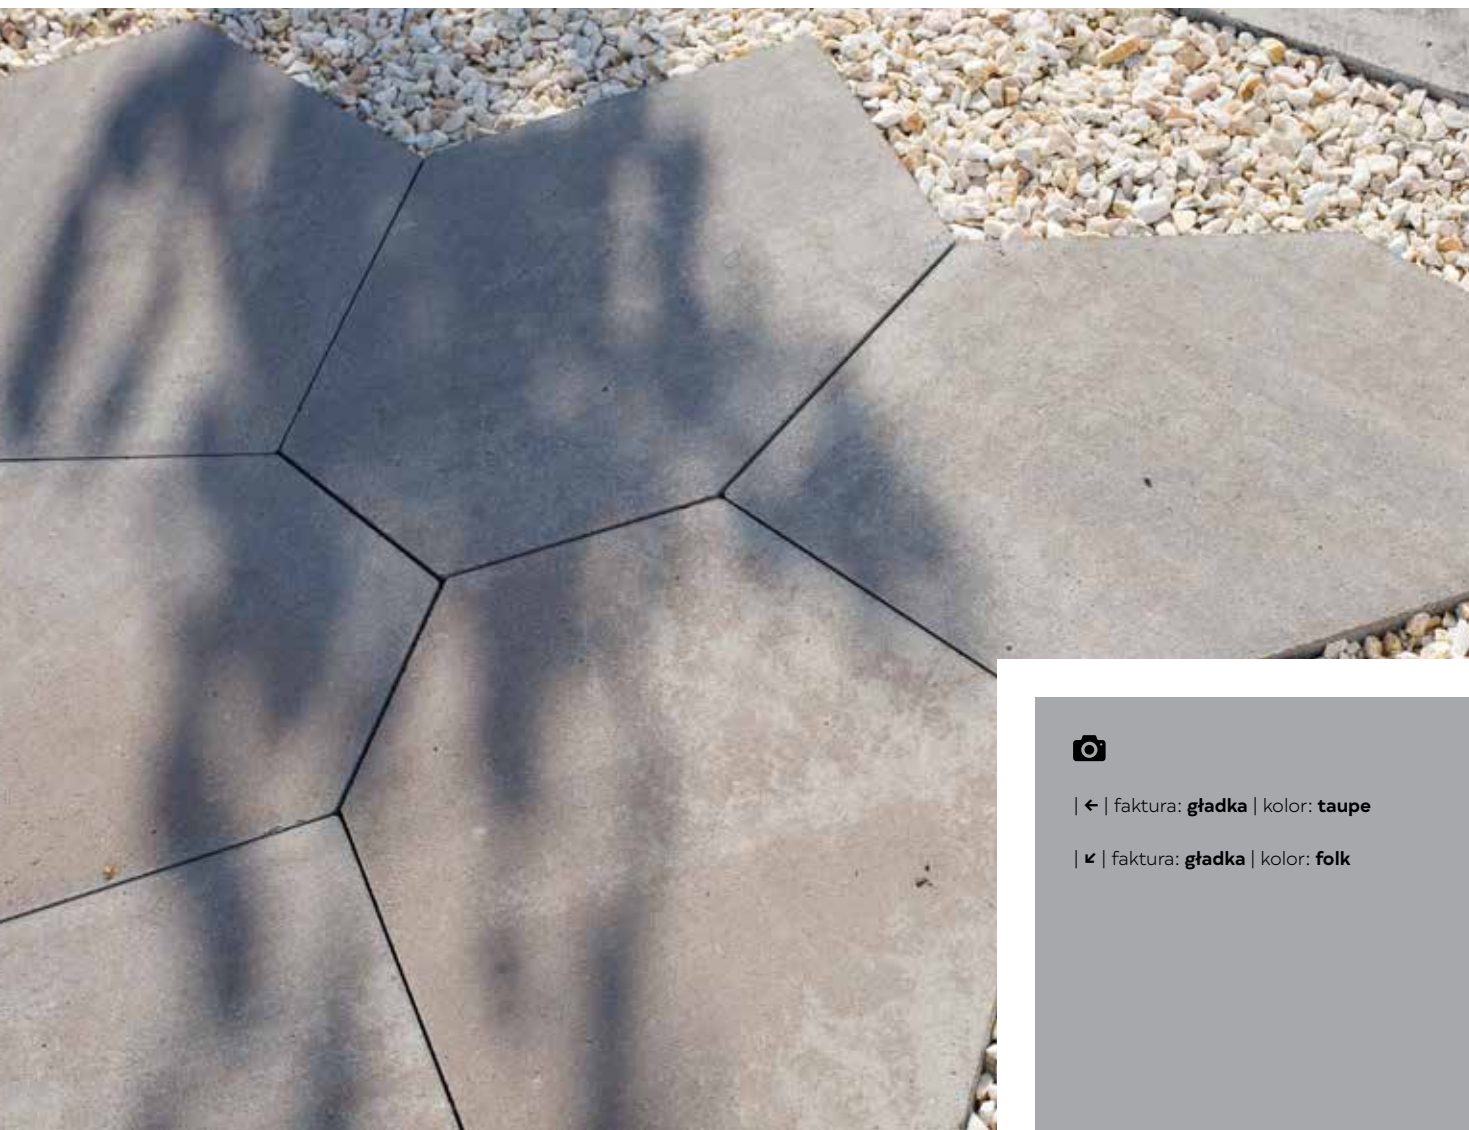 | ← | faktura: gładka | kolor: taupe
| ↙ | faktura: gładka | kolor: folk